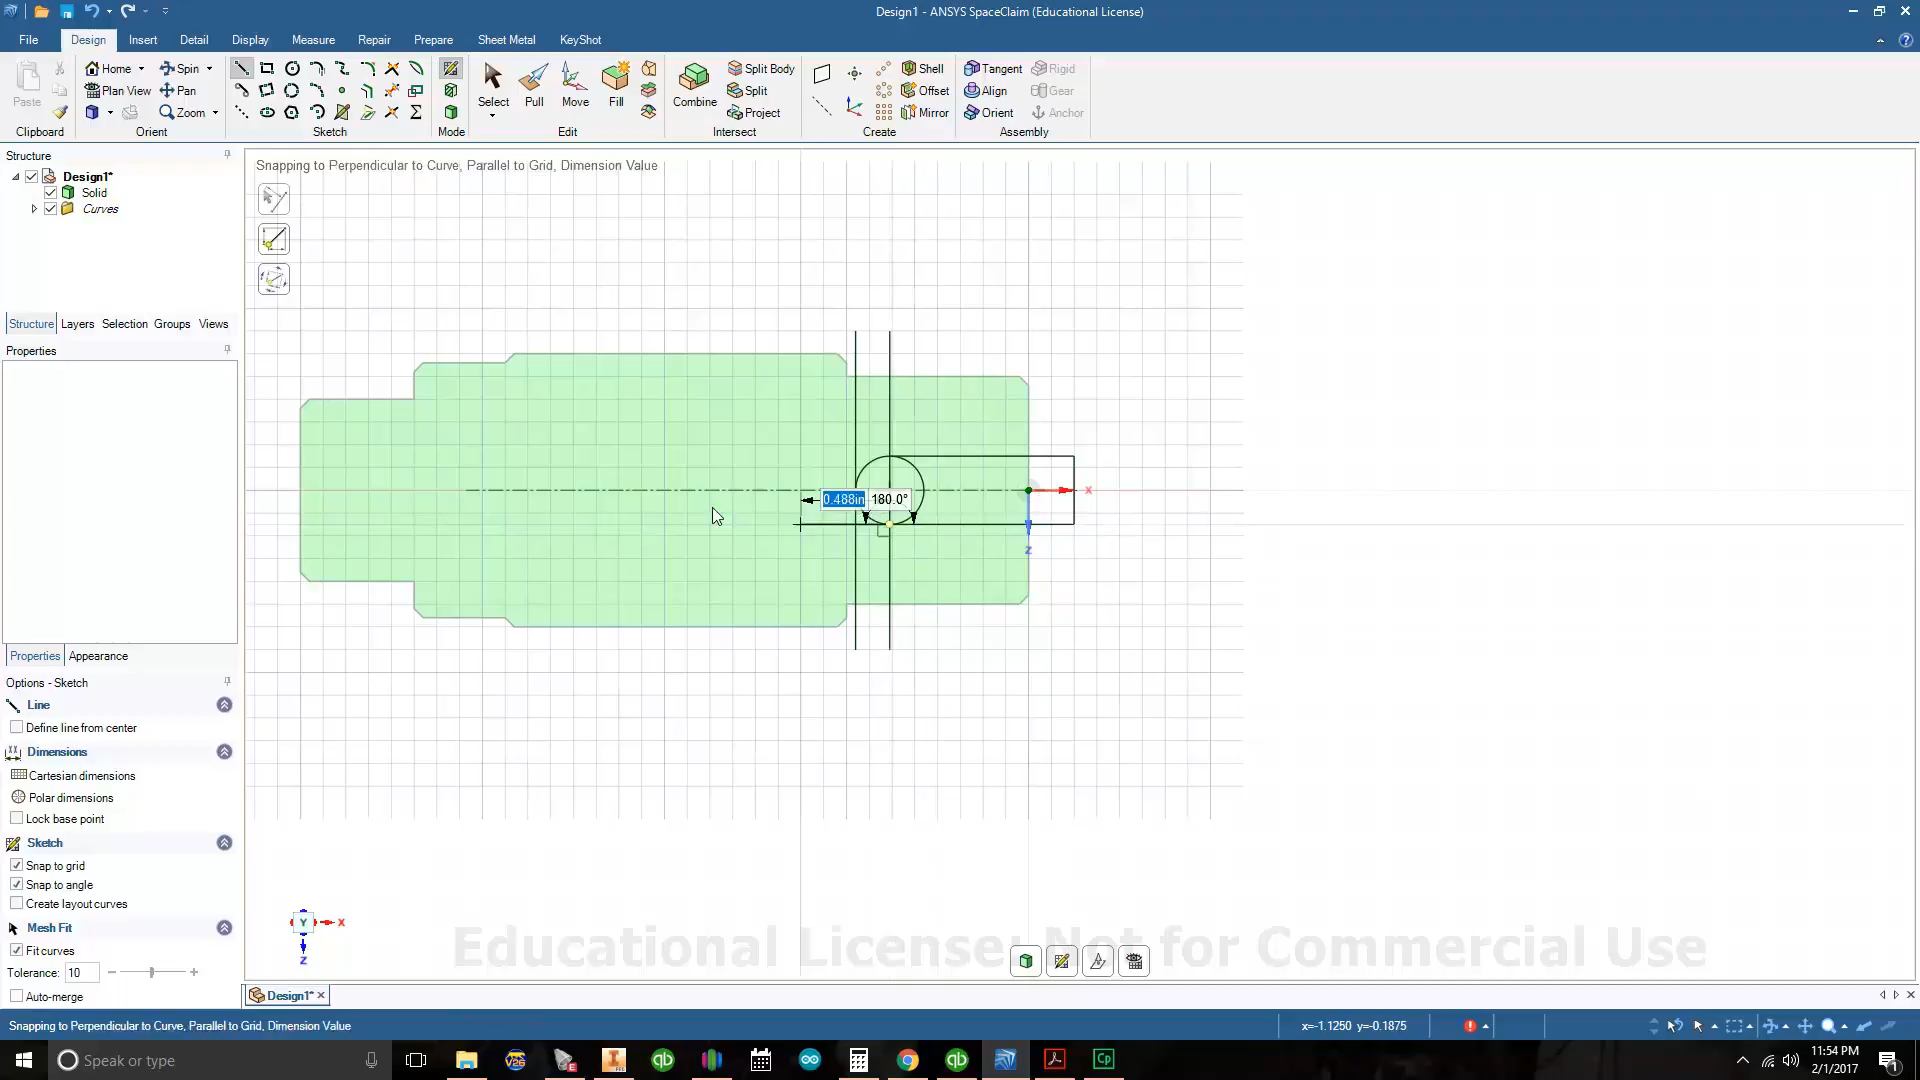 Design1 - ANSYS SpaceClaim (Educational License)
File Design Insert Detail Display Measure Repair Prepare Sheet Metal KeyShot
Home Spin Split Body Shell Tangent Rigid
Plan View Pan Split Offset Align Gear
Paste Select Pull Move Fill Combine
Zoom Project Mirror Orient Anchor
Clipboard Orient Sketch Mode Edit Intersect Create Assembly
Structure
Design1*
Solid
Curves
Structure Layers Selection Groups Views
Properties
Properties Appearance
Options - Sketch
Line
Define line from center
Dimensions
Cartesian dimensions
Polar dimensions
Lock base point
Sketch
Snap to grid
Snap to angle
Create layout curves
Mesh Fit
Fit curves
Tolerance: 10
Auto-merge
Snapping to Perpendicular to Curve, Parallel to Grid, Dimension Value
0.488in 180.0°
X
Z
Y X
Z
Educational License: Not for Commercial Use
Design1*
Snapping to Perpendicular to Curve, Parallel to Grid, Dimension Value
x=-1.1250 y=-0.1875
Speak or type
11:54 PM
2/1/2017